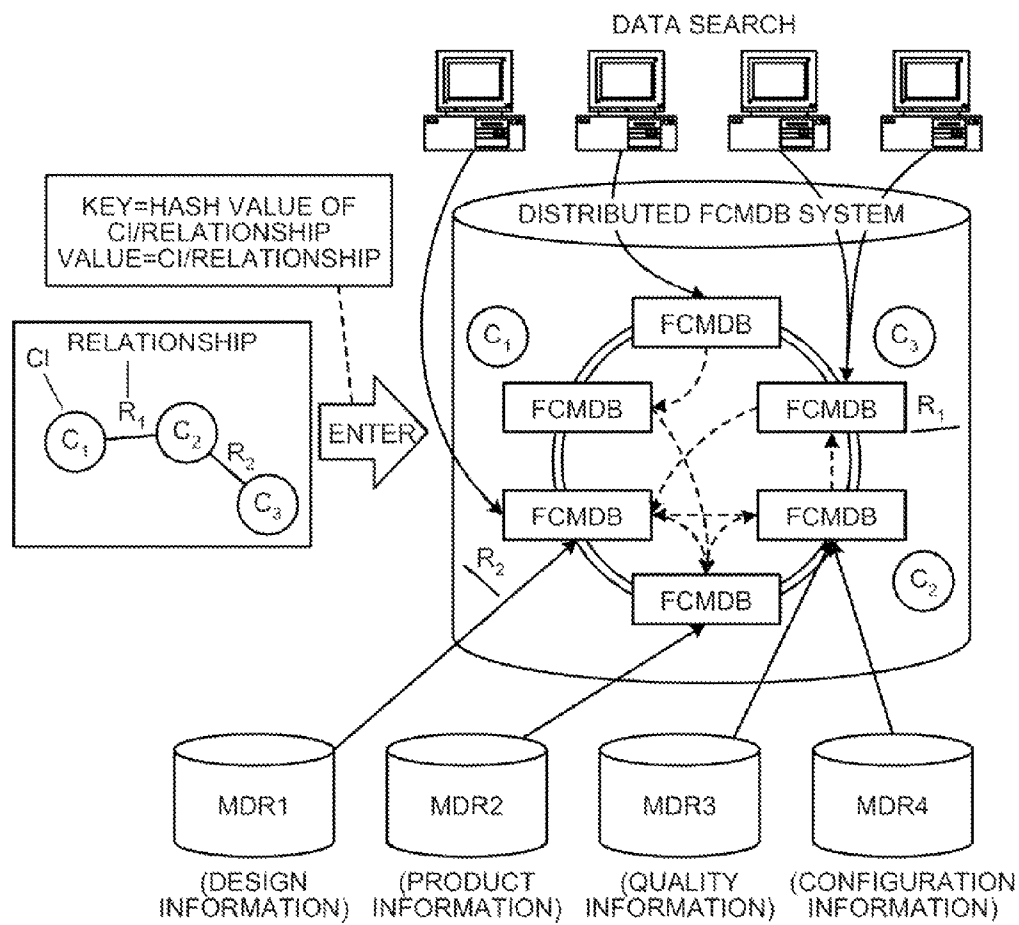 DATA SEARCH
KEY=HASH VALUE OF
CI/RELATIONSHIP
VALUE=CI/RELATIONSHIP
DISTRIBUTED FCMDB SYSTEM
RELATIONSHIP
CI
R1
C1
C2
R2
C3
ENTER
C1
FCMDB
C3
FCMDB
FCMDB
R1
FCMDB
FCMDB
R2
FCMDB
C2
MDR1
MDR2
MDR3
MDR4
(DESIGN
INFORMATION)
(PRODUCT
INFORMATION)
(QUALITY
INFORMATION)
(CONFIGURATION
INFORMATION)